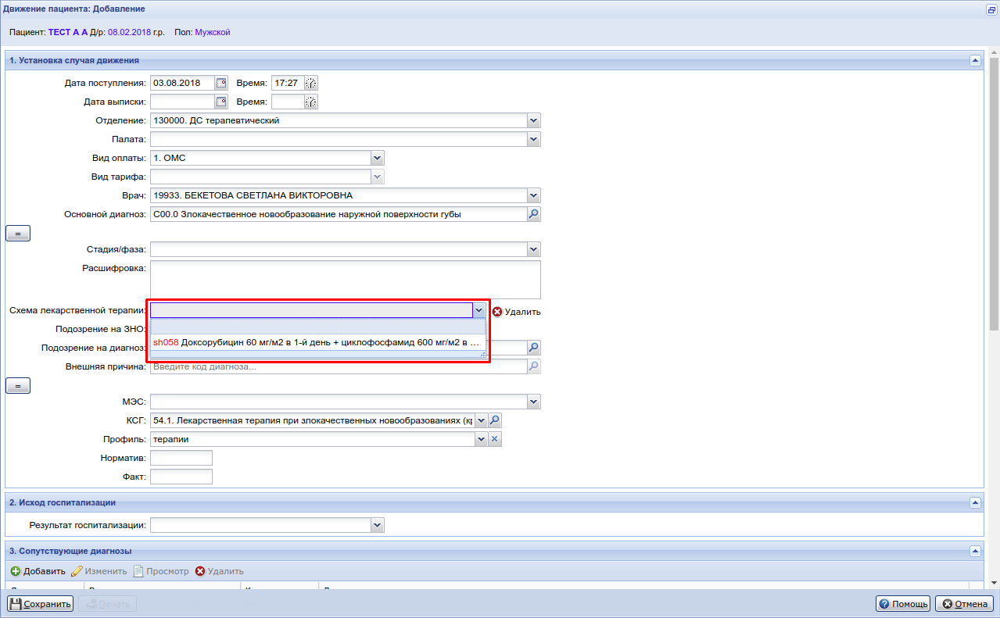 Движение пациента: Добавление
Пациент: ТЕСТ А А Д/р: 08.02.2018 г.р. Пол: Мужской
1. Установка случая движения
Дата поступления: 03.08.2018 Время: 17:27
Дата выписки: Время:
Отделение: 130000. ДС терапевтический
Палата:
Вид оплаты: 1. ОМС
Вид тарифа:
Врач: 19933. БЕКЕТОВА СВЕТЛАНА ВИКТОРОВНА
Основной диагноз: C00.0 Злокачественное новообразование наружной поверхности губы
=
Стадия/фаза:
Расшифровка:
Схема лекарственной терапии: Удалить
Подозрение на ЗНО:
sh058 Доксорубицин 60 мг/м2 в 1-й день + циклофосфамид 600 мг/м2 в ...
Подозрение на диагноз:
Внешняя причина: Введите код диагноза...
=
МЭС:
КСГ: 54.1. Лекарственная терапия при злокачественных новообразованиях (кр
Профиль: терапии
Норматив:
Факт:
2. Исход госпитализации
Результат госпитализации:
3. Сопутствующие диагнозы
Добавить Изменить Просмотр Удалить
Сохранить Печать Помощь Отмена